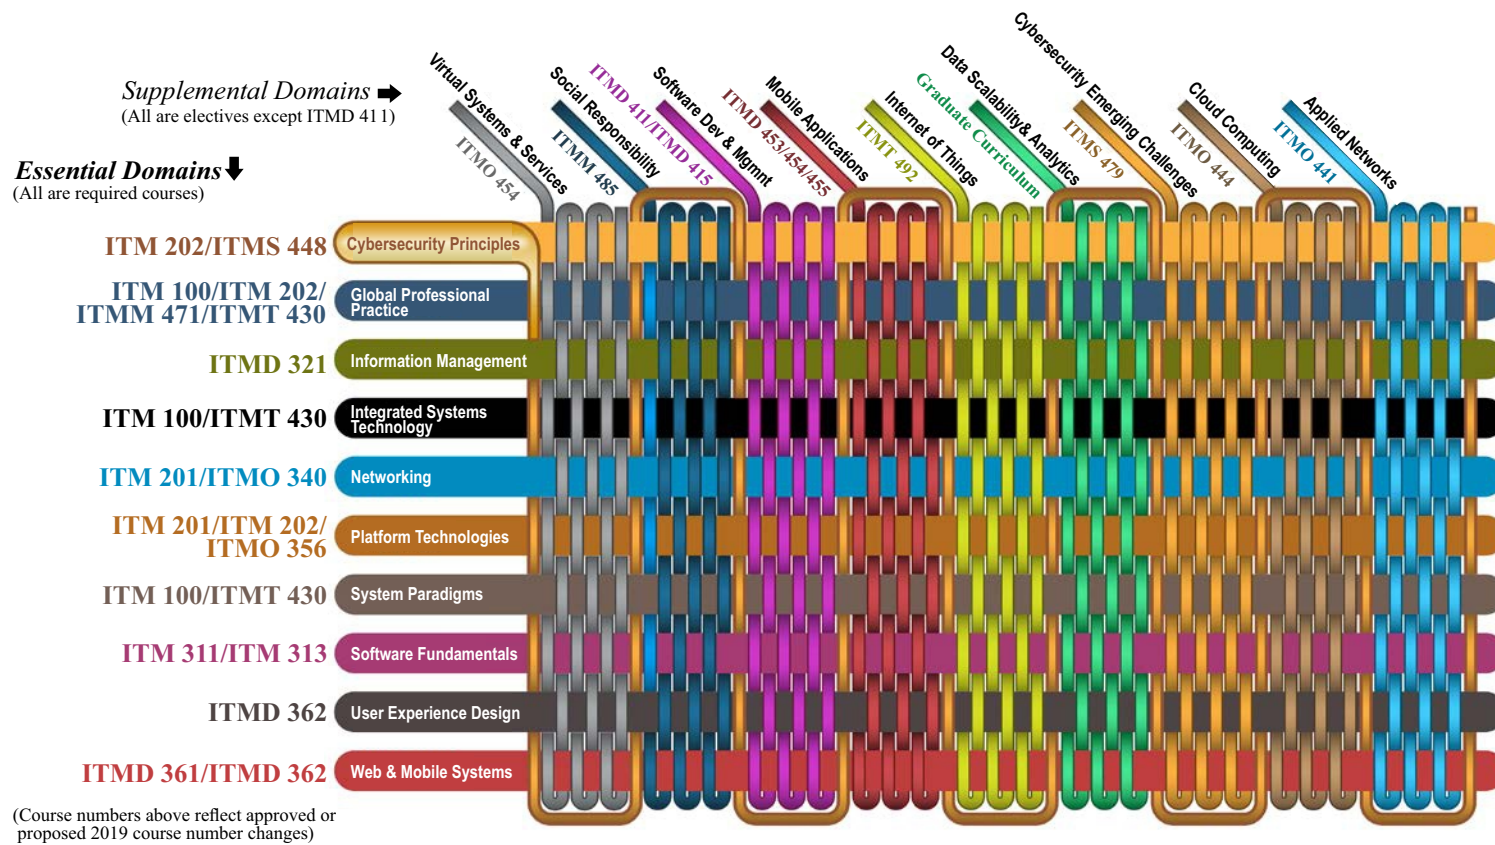 Supplemental Domains
(All are electives except ITMD 411)
Essential Domains
(All are required courses)
Virtual Systems & Services
ITMO 454
Social Responsibility
ITMM 485
Software Dev & Mgmnt
ITMD 411/ITMD 415
Mobile Applications
ITMD 453/454/455
Internet of Things
ITMT 492
Data Scalability& Analytics
Graduate Curriculum
Cybersecurity Emerging Challenges
ITMS 479
Cloud Computing
ITMO 444
Applied Networks
ITMO 441
ITM 202/ITMS 448
Cybersecurity Principles
ITM 100/ITM 202/
ITMM 471/ITMT 430
Global Professional
Practice
ITMD 321
Information Management
ITM 100/ITMT 430
Integrated Systems
Technology
ITM 201/ITMO 340
Networking
ITM 201/ITM 202/
ITMO 356
Platform Technologies
ITM 100/ITMT 430
System Paradigms
ITM 311/ITM 313
Software Fundamentals
ITMD 362
User Experience Design
ITMD 361/ITMD 362
Web & Mobile Systems
(Course numbers above reflect approved or
proposed 2019 course number changes)